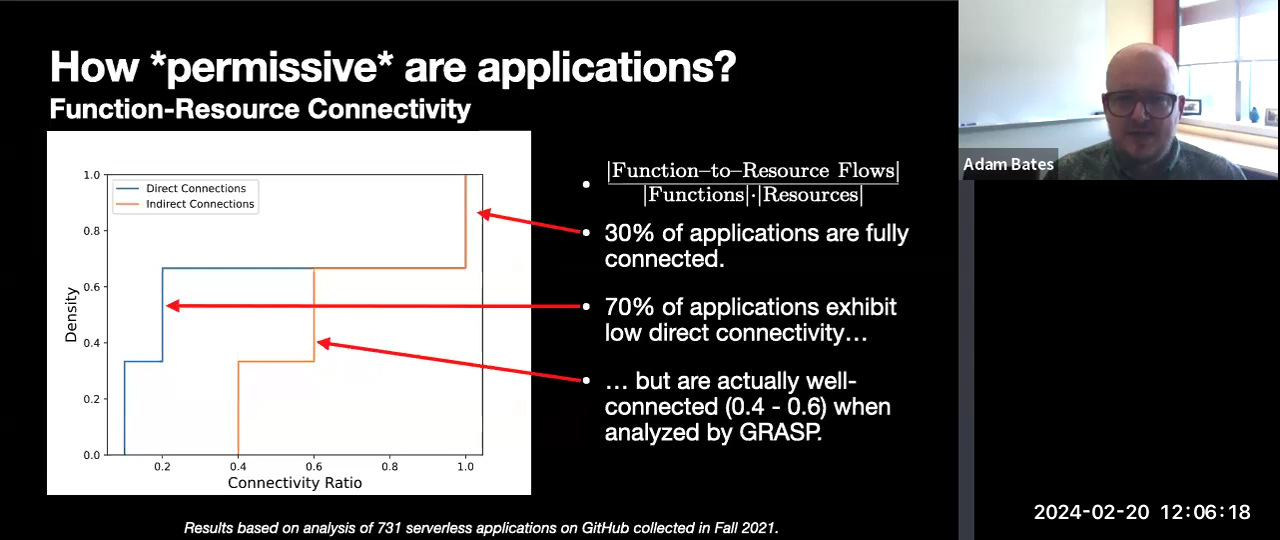 How *permissive* are applications?
Function-Resource Connectivity
1.0
0.8
0.6
0.4
0.2
0.0
Density
Direct Connections
Indirect Connections
0.2 0.4 0.6 0.8 1.0
Connectivity Ratio
• |Function–to–Resource Flows|
|Functions|·|Resources|
• 30% of applications are fully
connected.
• 70% of applications exhibit
low direct connectivity…
• … but are actually well-
connected (0.4 - 0.6) when
analyzed by GRASP.
Results based on analysis of 731 serverless applications on GitHub collected in Fall 2021.
Adam Bates
2024-02-20 12:06:18